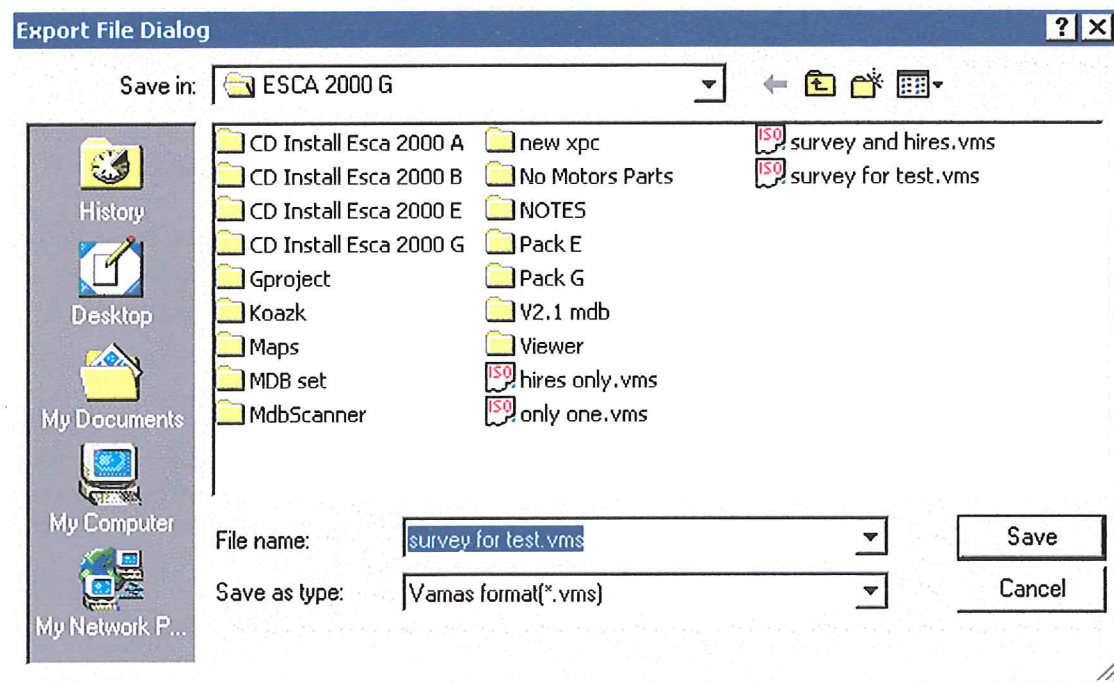 Export File Dialog
Save in: ESCA 2000 G
History
Desktop
My Documents
My Computer
My Network P...
CD Install Esca 2000 A
CD Install Esca 2000 B
CD Install Esca 2000 E
CD Install Esca 2000 G
Gproject
Koazk
Maps
MDB set
MdbScanner
new xpc
No Motors Parts
NOTES
Pack E
Pack G
V2.1 mdb
Viewer
ISO hires only.vms
ISO only one.vms
ISO survey and hires.vms
ISO survey for test.vms
File name: survey for test.vms Save
Save as type: Vamas format(*.vms) Cancel